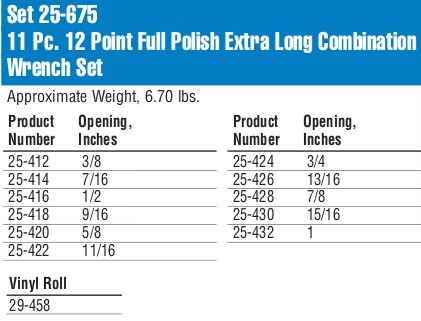 Set 25-675
11 Pc. 12 Point Full Polish Extra Long Combination
Wrench Set
Approximate Weight, 6.70 lbs.
Product Opening,
Number Inches
25-412 3/8
25-414 7/16
25-416 1/2
25-418 9/16
25-420 5/8
25-422 11/16
Product Opening,
Number Inches
25-424 3/4
25-426 13/16
25-428 7/8
25-430 15/16
25-432 1
Vinyl Roll
29-458